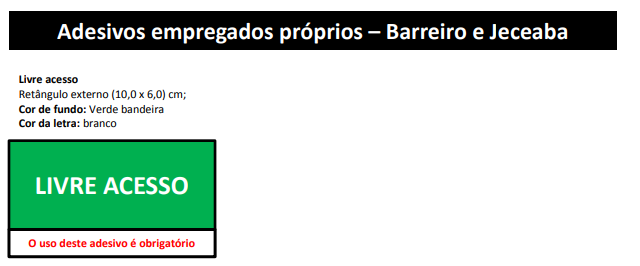 Adesivos empregados próprios – Barreiro e Jeceaba
Livre acesso
Retângulo externo (10,0 x 6,0) cm;
Cor de fundo: Verde bandeira
Cor da letra: branco
LIVRE ACESSO
O uso deste adesivo é obrigatório